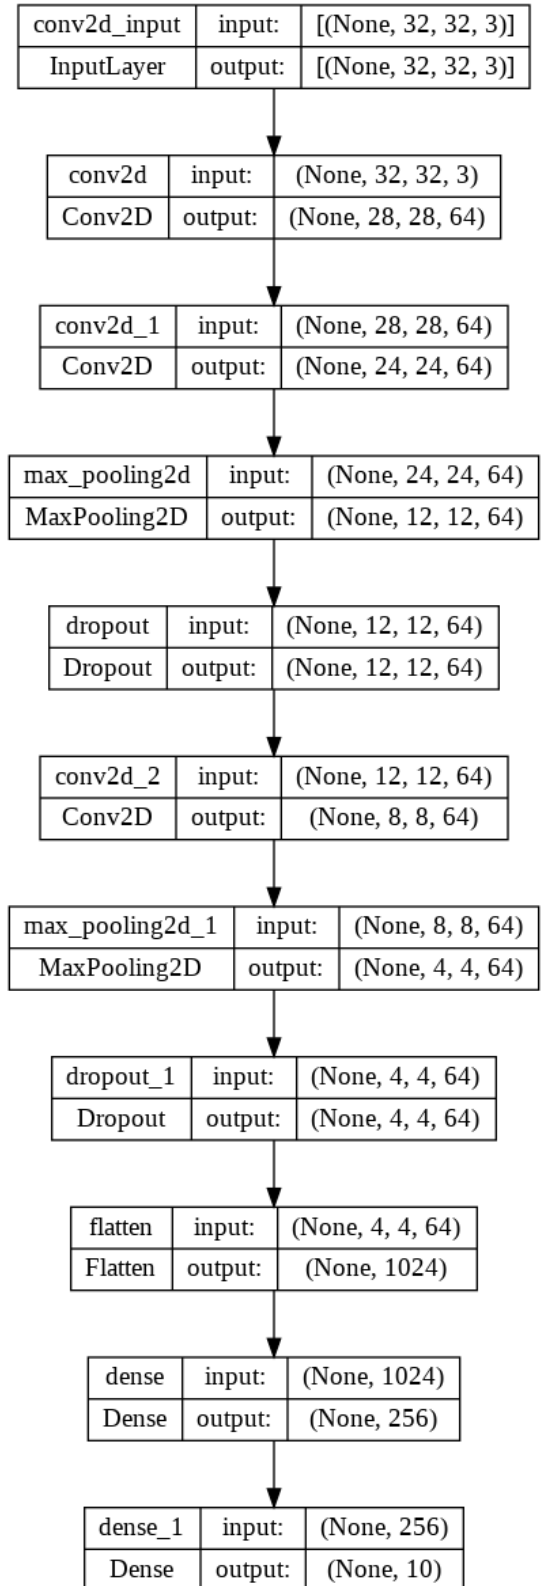 conv2d_input input: [(None, 32, 32, 3)]
InputLayer output: [(None, 32, 32, 3)]
conv2d input: (None, 32, 32, 3)
Conv2D output: (None, 28, 28, 64)
conv2d_1 input: (None, 28, 28, 64)
Conv2D output: (None, 24, 24, 64)
max_pooling2d input: (None, 24, 24, 64)
MaxPooling2D output: (None, 12, 12, 64)
dropout input: (None, 12, 12, 64)
Dropout output: (None, 12, 12, 64)
conv2d_2 input: (None, 12, 12, 64)
Conv2D output: (None, 8, 8, 64)
max_pooling2d_1 input: (None, 8, 8, 64)
MaxPooling2D output: (None, 4, 4, 64)
dropout_1 input: (None, 4, 4, 64)
Dropout output: (None, 4, 4, 64)
flatten input: (None, 4, 4, 64)
Flatten output: (None, 1024)
dense input: (None, 1024)
Dense output: (None, 256)
dense_1 input: (None, 256)
Dense output: (None, 10)